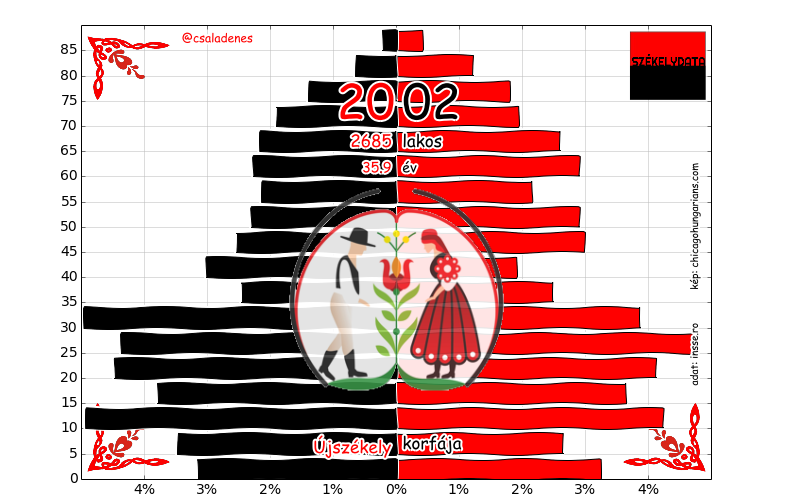 @csaladenes
SZÉKELYDATA
2002
2685 lakos
35.9 év
kép: chicagohungarians.com
adat: insse.ro
Újszékely korfája
85
80
75
70
65
60
55
50
45
40
35
30
25
20
15
10
5
0
4% 3% 2% 1% 0% 1% 2% 3% 4%